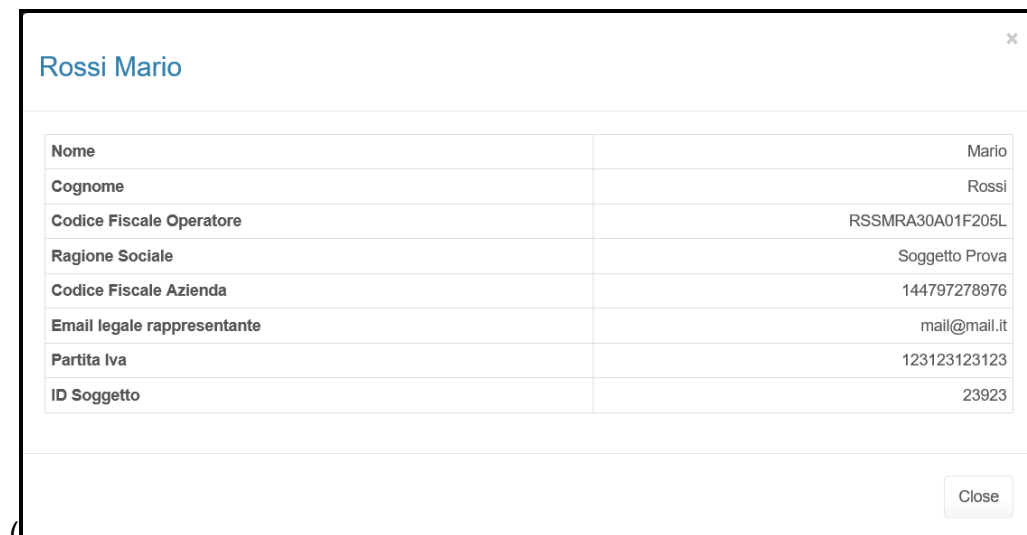 ×
Rossi Mario
Nome Mario
Cognome Rossi
Codice Fiscale Operatore RSSMRA30A01F205L
Ragione Sociale Soggetto Prova
Codice Fiscale Azienda 144797278976
Email legale rappresentante mail@mail.it
Partita Iva 123123123123
ID Soggetto 23923
Close
(